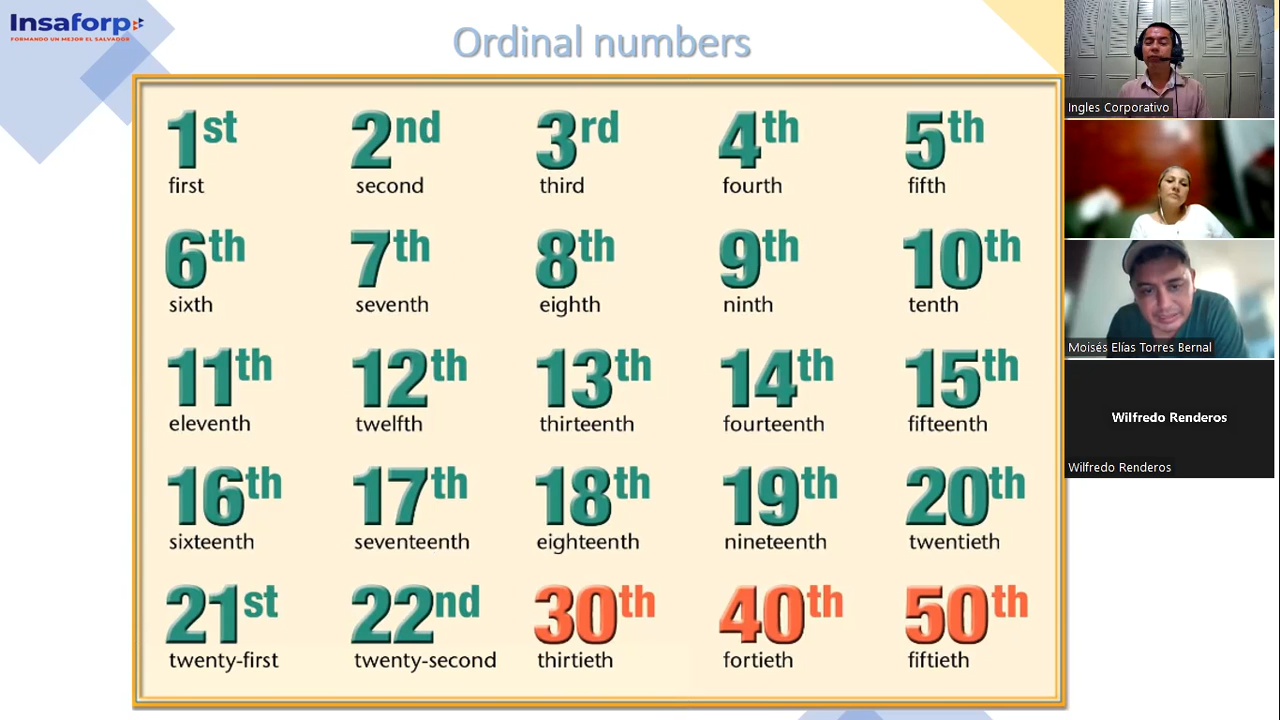 Insaforp
FORMANDO UN MEJOR EL SALVADOR
Ordinal numbers
1st 2nd 3rd 4th 5th
first second third fourth fifth
6th 7th 8th 9th 10th
sixth seventh eighth ninth tenth
11th 12th 13th 14th 15th
eleventh twelfth thirteenth fourteenth fifteenth
16th 17th 18th 19th 20th
sixteenth seventeenth eighteenth nineteenth twentieth
21st 22nd 30th 40th 50th
twenty-first twenty-second thirtieth fortieth fiftieth
Ingles Corporativo
Moisés Elías Torres Bernal
Wilfredo Renderos
Wilfredo Renderos